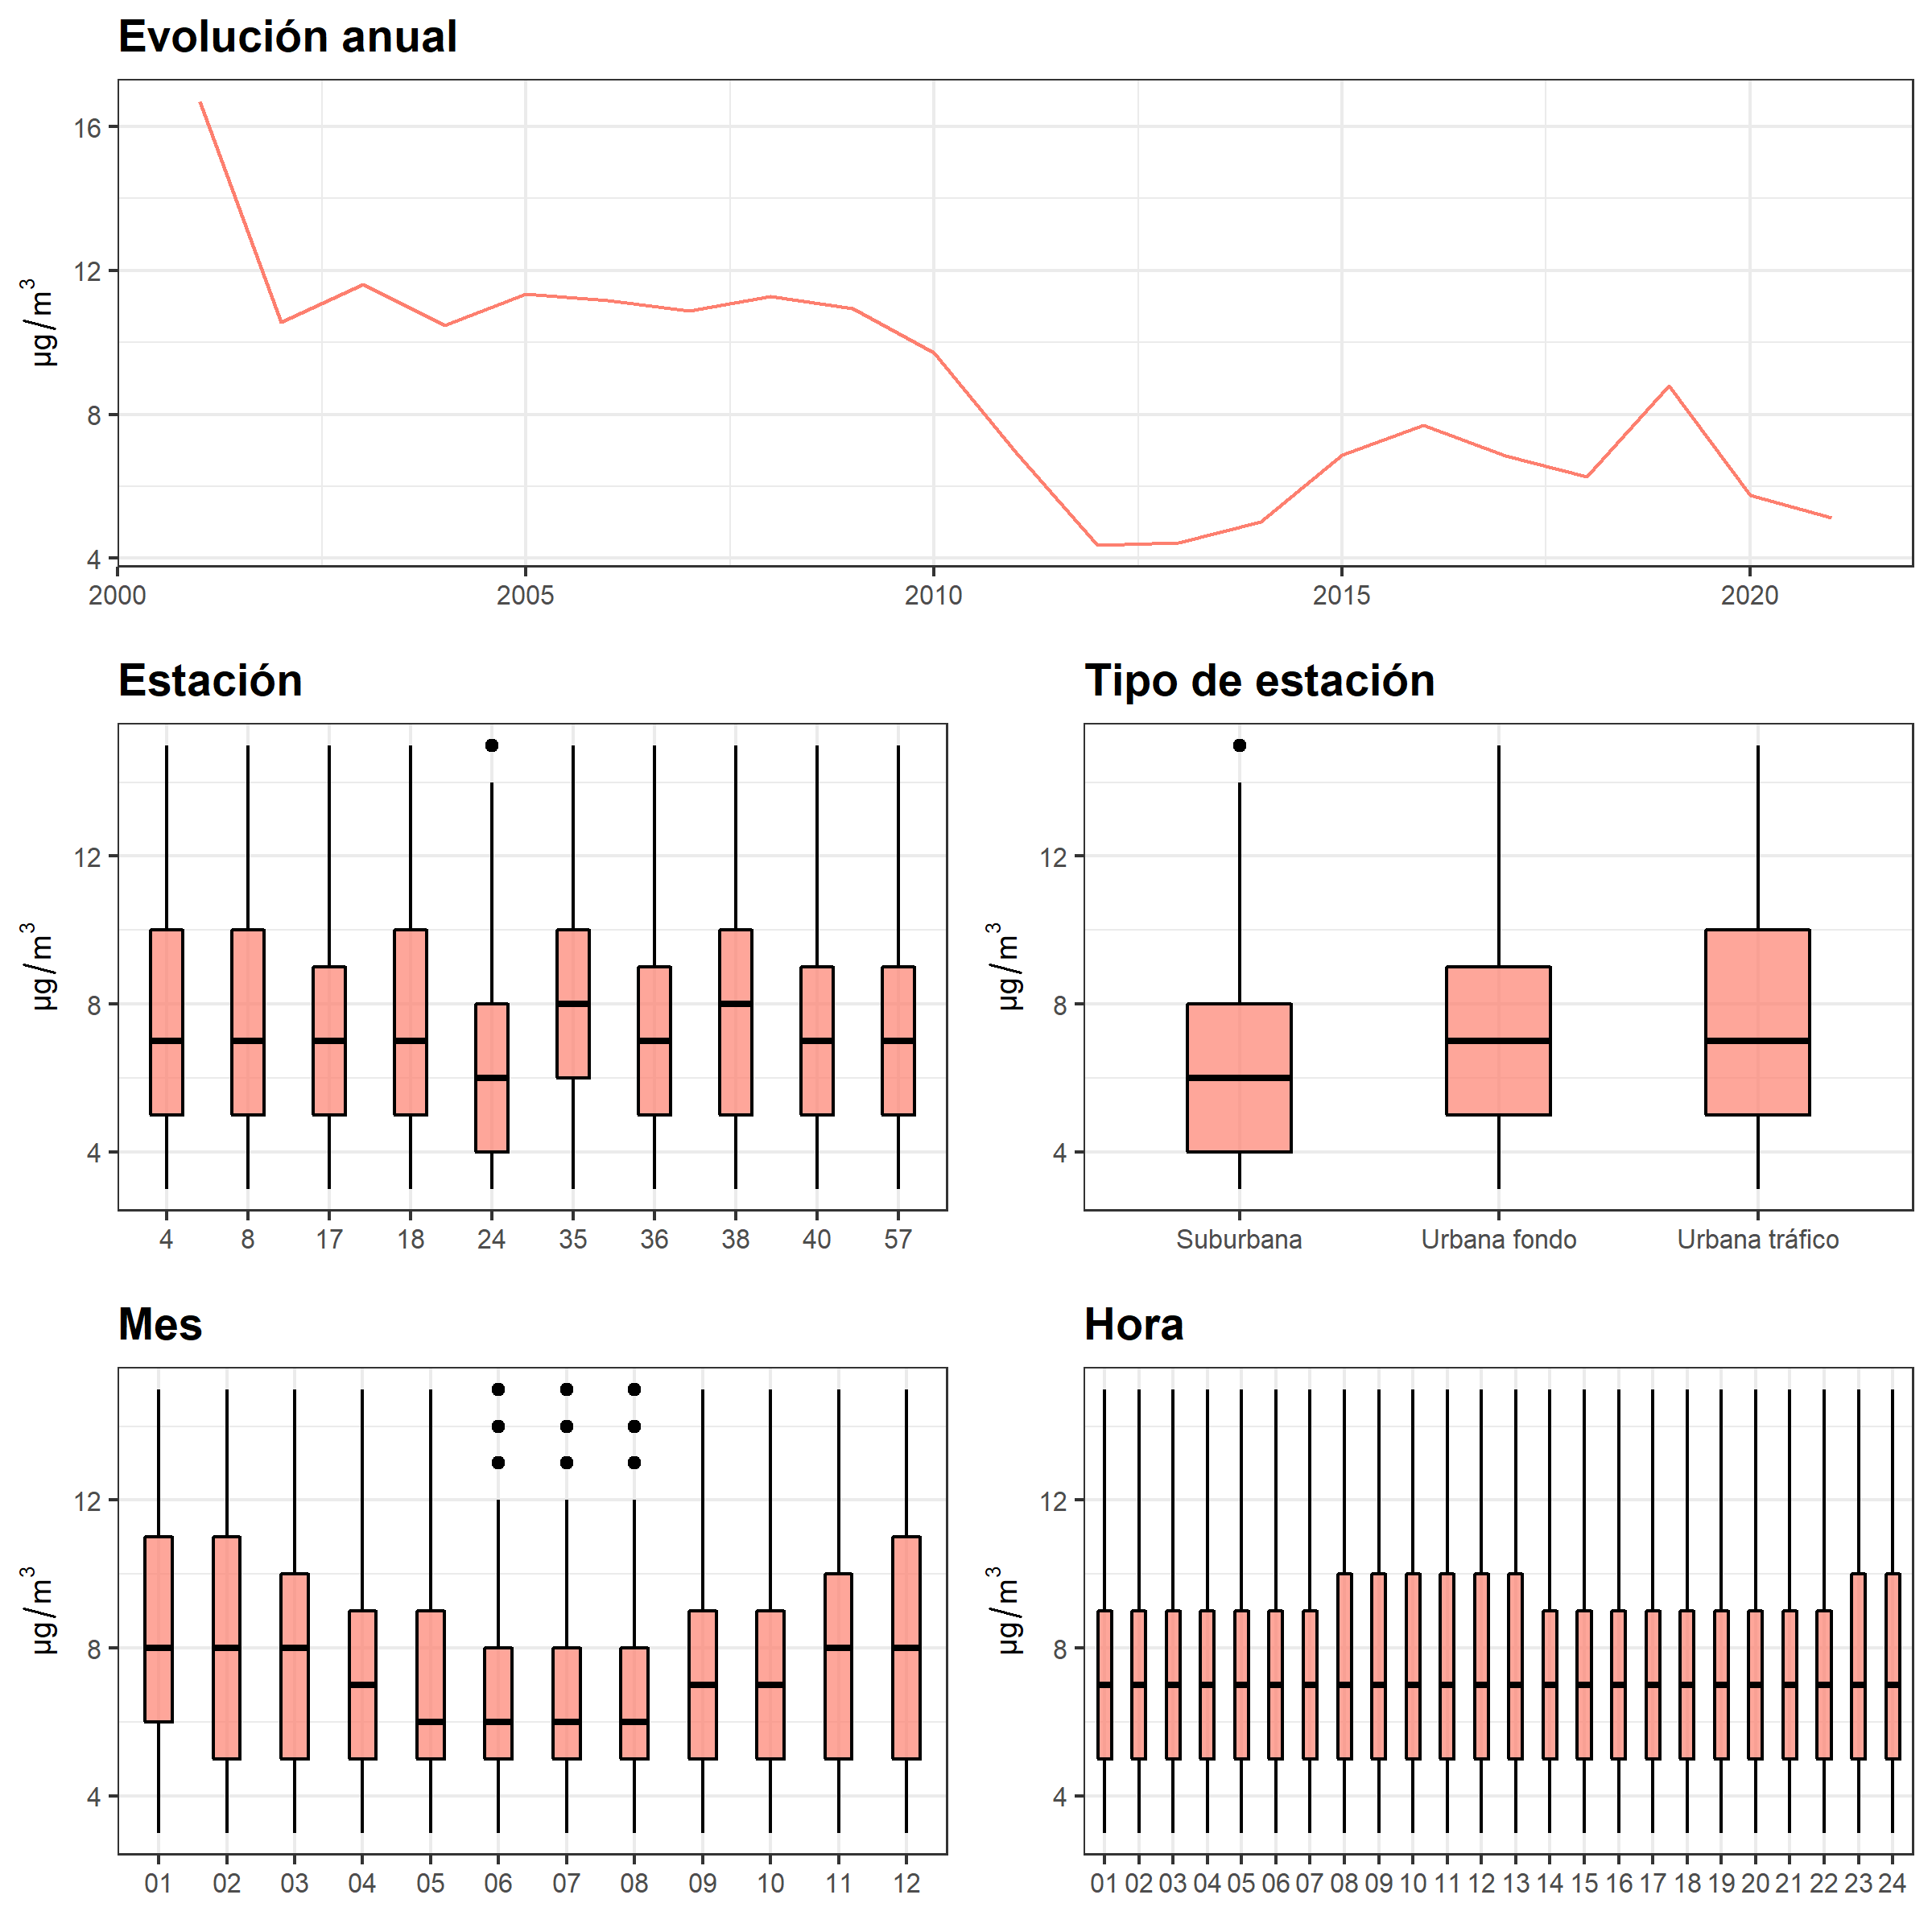 Evolución anual
16
12
8
4
µg/m³
2000 2005 2010 2015 2020
Estación
12
8
4
µg/m³
4 8 17 18 24 35 36 38 40 57
Tipo de estación
12
8
4
µg/m³
Suburbana Urbana fondo Urbana tráfico
Mes
12
8
4
µg/m³
01 02 03 04 05 06 07 08 09 10 11 12
Hora
12
8
4
µg/m³
01 02 03 04 05 06 07 08 09 10 11 12 13 14 15 16 17 18 19 20 21 22 23 24